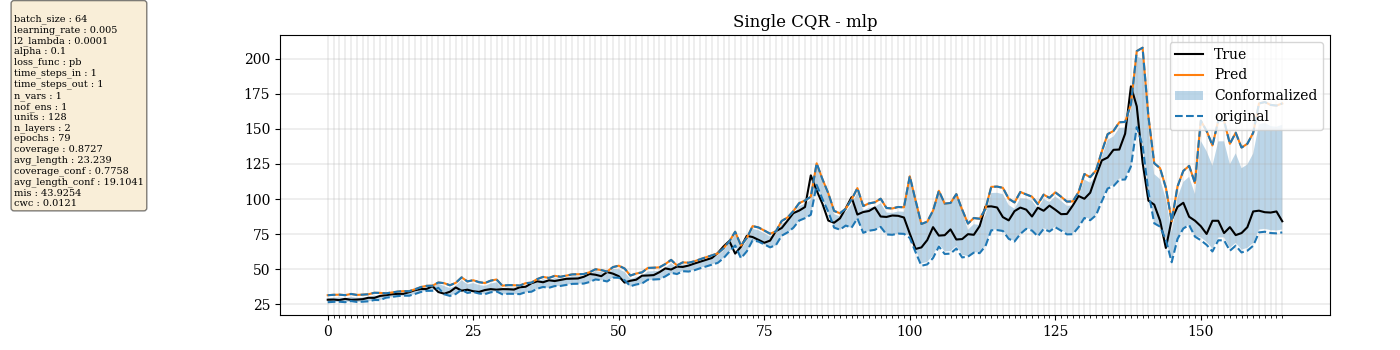 batch_size : 64
learning_rate : 0.005
l2_lambda : 0.0001
alpha : 0.1
loss_func : pb
time_steps_in : 1
time_steps_out : 1
n_vars : 1
nof_ens : 1
units : 128
n_layers : 2
epochs : 79
coverage : 0.8727
avg_length : 23.239
coverage_conf : 0.7758
avg_length_conf : 19.1041
mis : 43.9254
cwc : 0.0121
Single CQR - mlp
200
175
150
125
100
75
50
25
True
Pred
Conformalized
original
0 25 50 75 100 125 150